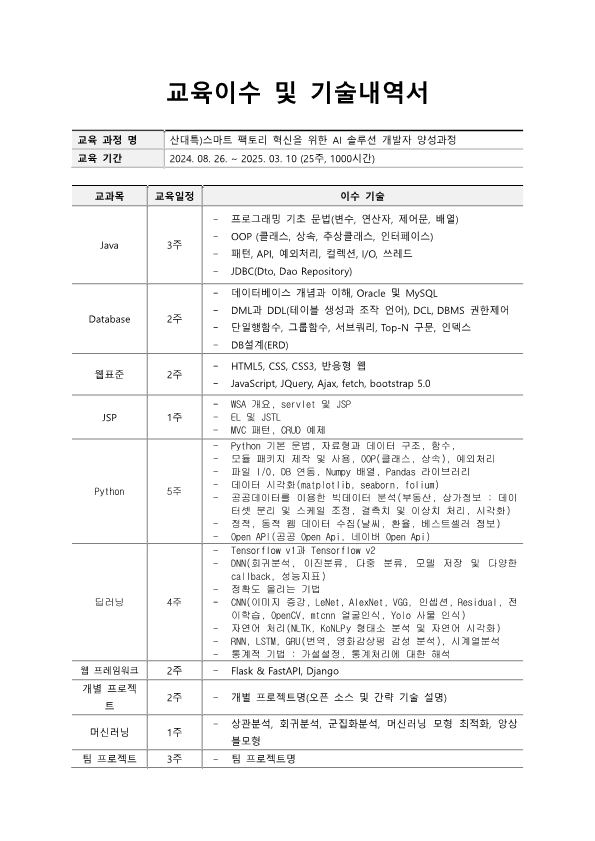 교육이수 및 기술내역서
교육 과정 명 산대특)스마트 팩토리 혁신을 위한 AI 솔루션 개발자 양성과정
교육 기간 2024. 08. 26. ~ 2025. 03. 10 (25주, 1000시간)
교과목 교육일정 이수 기술
Java 3주
- 프로그래밍 기초 문법(변수, 연산자, 제어문, 배열)
- OOP (클래스, 상속, 추상클래스, 인터페이스)
- 패턴, API, 예외처리, 컬렉션, I/O, 쓰레드
- JDBC(Dto, Dao Repository)
Database 2주
- 데이터베이스 개념과 이해, Oracle 및 MySQL
- DML과 DDL(테이블 생성과 조작 언어), DCL, DBMS 권한제어
- 단일행함수, 그룹함수, 서브쿼리, Top-N 구문, 인덱스
- DB설계(ERD)
웹표준 2주
- HTML5, CSS, CSS3, 반응형 웹
- JavaScript, JQuery, Ajax, fetch, bootstrap 5.0
JSP 1주
- WSA 개요, servlet 및 JSP
- EL 및 JSTL
- MVC 패턴, CRUD 예제
Python 5주
- Python 기본 문법, 자료형과 데이터 구조, 함수,
- 모듈 패키지 제작 및 사용, OOP(클래스, 상속), 예외처리
- 파일 I/O, DB 연동, Numpy 배열, Pandas 라이브러리
- 데이터 시각화(matplotlib, seaborn, folium)
- 공공데이터를 이용한 빅데이터 분석(부동산, 상가정보 : 데이
터셋 분리 및 스케일 조정, 결측치 및 이상치 처리, 시각화)
- 정적, 동적 웹 데이터 수집(날씨, 환율, 베스트셀러 정보)
- Open API(공공 Open Api, 네이버 Open Api)
딥러닝 4주
- Tensorflow v1과 Tensorflow v2
- DNN(회귀분석, 이진분류, 다중 분류, 모델 저장 및 다양한
callback, 성능지표)
- 정확도 올리는 기법
- CNN(이미지 증강, LeNet, AlexNet, VGG, 인셉션, Residual, 전
이학습, OpenCV, mtcnn 얼굴인식, Yolo 사물 인식)
- 자연어 처리(NLTK, KoNLPy 형태소 분석 및 자연어 시각화)
- RNN, LSTM, GRU(번역, 영화감상평 감성 분석), 시계열분석
- 통계적 기법 : 가설설정, 통계처리에 대한 해석
웹 프레임워크 2주 - Flask & FastAPI, Django
개별 프로젝
트
2주 - 개별 프로젝트명(오픈 소스 및 간략 기술 설명)
머신러닝 1주
- 상관분석, 회귀분석, 군집화분석, 머신러닝 모형 최적화, 앙상
블모형
팀 프로젝트 3주 - 팀 프로젝트명